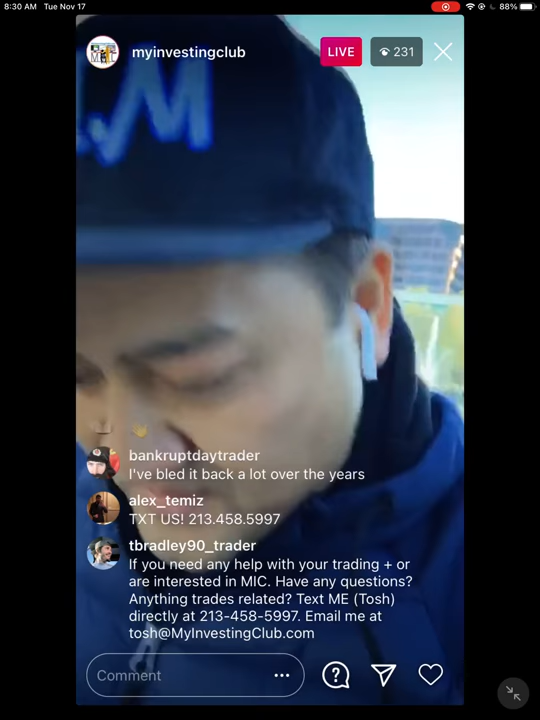 8:30 AM Tue Nov 17
88%
myinvestingclub
LIVE
231
bankruptdaytrader
I've bled it back a lot over the years
alex_temiz
TXT US! 213.458.5997
tbradley90_trader
If you need any help with your trading + or
are interested in MIC. Have any questions?
Anything trades related? Text ME (Tosh)
directly at 213-458-5997. Email me at
tosh@MyInvestingClub.com
Comment